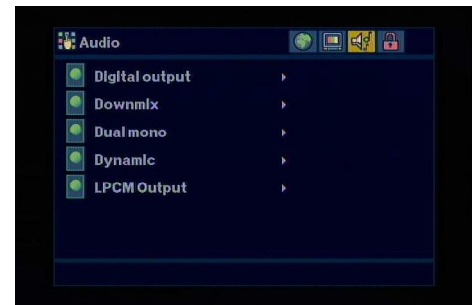 Audio
Digital output
Downmix
Dual mono
Dynamic
LPCM Output